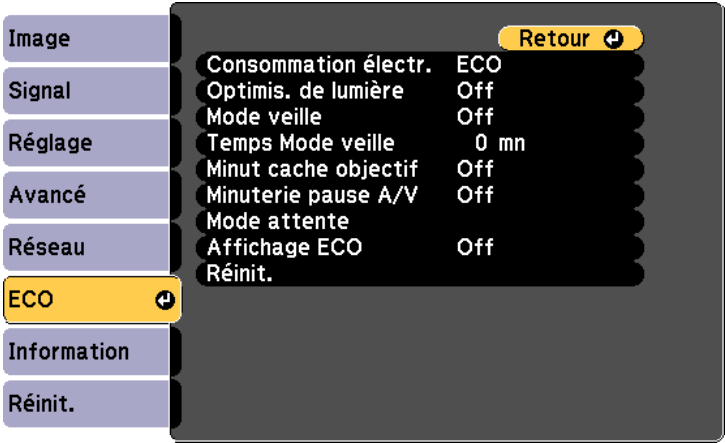 Image
Signal
Réglage
Avancé
Réseau
ECO
Information
Réinit.
Retour
Consommation électr. ECO
Optimis. de lumière Off
Mode veille Off
Temps Mode veille 0 mn
Minut cache objectif Off
Minuterie pause A/V Off
Mode attente
Affichage ECO Off
Réinit.